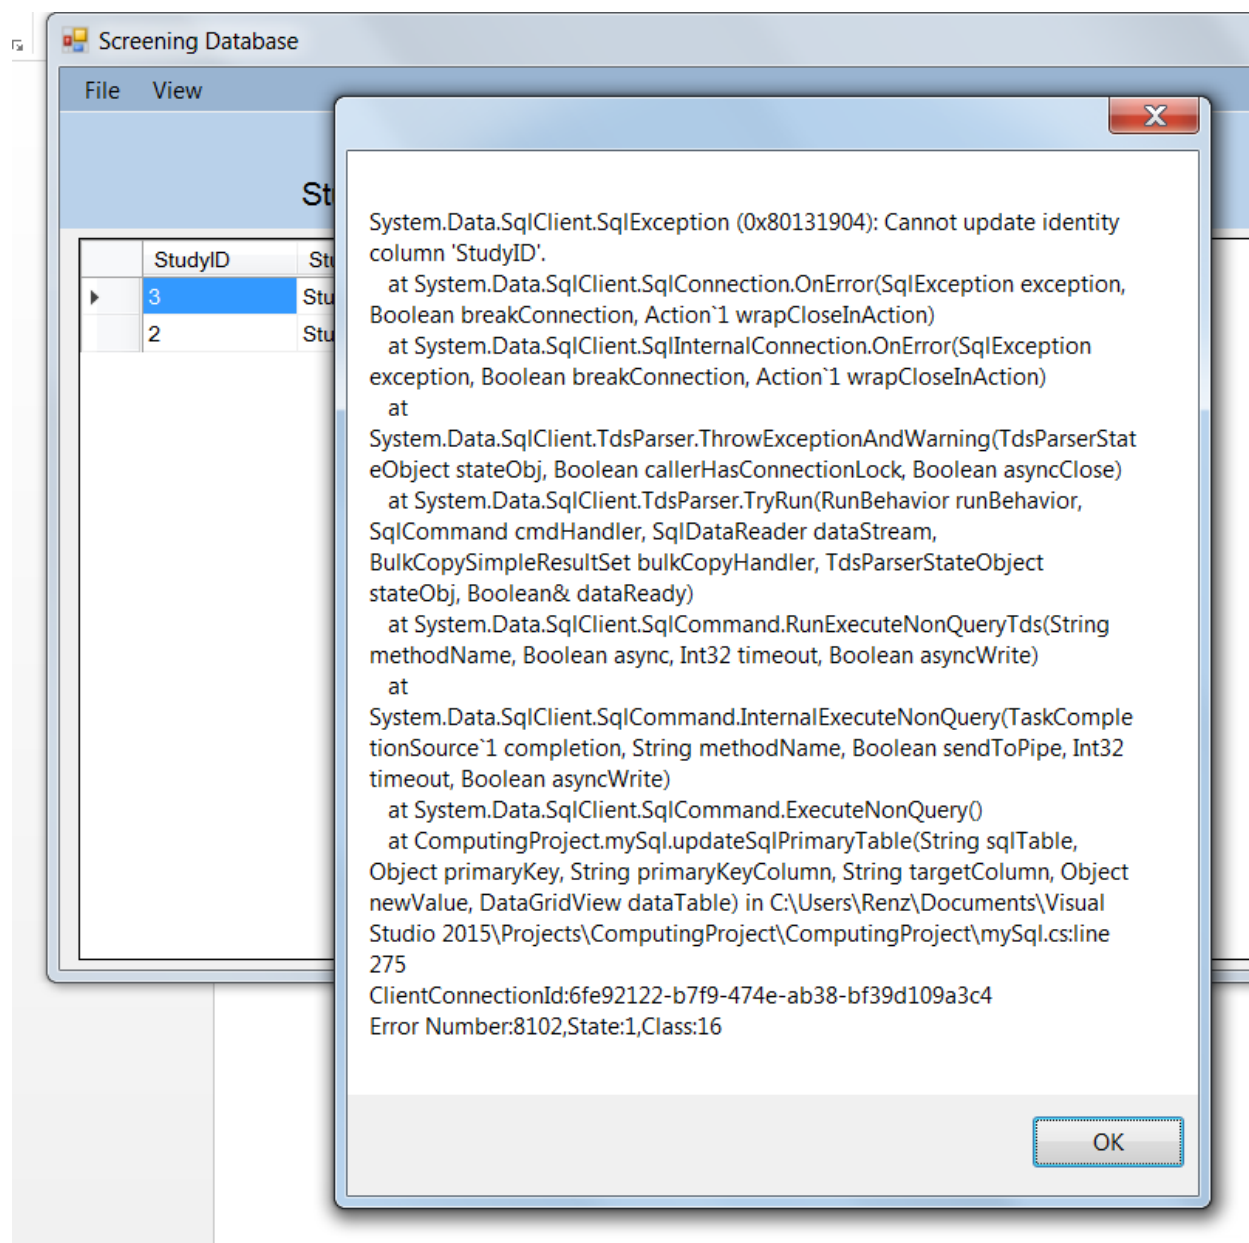 Screening Database
File View
StudyID
3
2
System.Data.SqlClient.SqlException (0x80131904): Cannot update identity
column 'StudyID'.
at System.Data.SqlClient.SqlConnection.OnError(SqlException exception,
Boolean breakConnection, Action`1 wrapCloseInAction)
at System.Data.SqlClient.SqlInternalConnection.OnError(SqlException
exception, Boolean breakConnection, Action`1 wrapCloseInAction)
at
System.Data.SqlClient.TdsParser.ThrowExceptionAndWarning(TdsParserStat
eObject stateObj, Boolean callerHasConnectionLock, Boolean asyncClose)
at System.Data.SqlClient.TdsParser.TryRun(RunBehavior runBehavior,
SqlCommand cmdHandler, SqlDataReader dataStream,
BulkCopySimpleResultSet bulkCopyHandler, TdsParserStateObject
stateObj, Boolean& dataReady)
at System.Data.SqlClient.SqlCommand.RunExecuteNonQueryTds(String
methodName, Boolean async, Int32 timeout, Boolean asyncWrite)
at
System.Data.SqlClient.SqlCommand.InternalExecuteNonQuery(TaskComple
tionSource`1 completion, String methodName, Boolean sendToPipe, Int32
timeout, Boolean asyncWrite)
at System.Data.SqlClient.SqlCommand.ExecuteNonQuery()
at ComputingProject.mySql.updateSqlPrimaryTable(String sqlTable,
Object primaryKey, String primaryKeyColumn, String targetColumn, Object
newValue, DataGridView dataTable) in C:\Users\Renz\Documents\Visual
Studio 2015\Projects\ComputingProject\ComputingProject\mySql.cs:line
275
ClientConnectionId:6fe92122-b7f9-474e-ab38-bf39d109a3c4
Error Number:8102,State:1,Class:16
OK